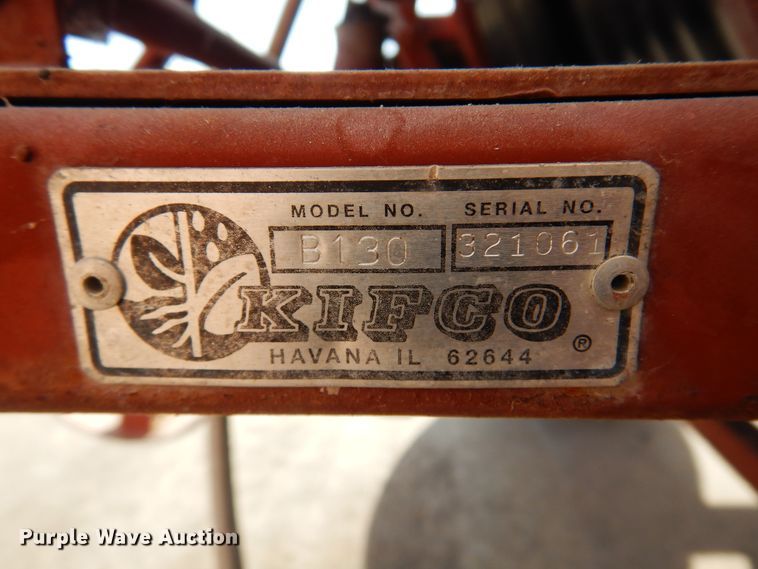 MODEL NO. SERIAL NO.
B130 321061
KIFCO ®
HAVANA IL 62644
Purple Wave Auction